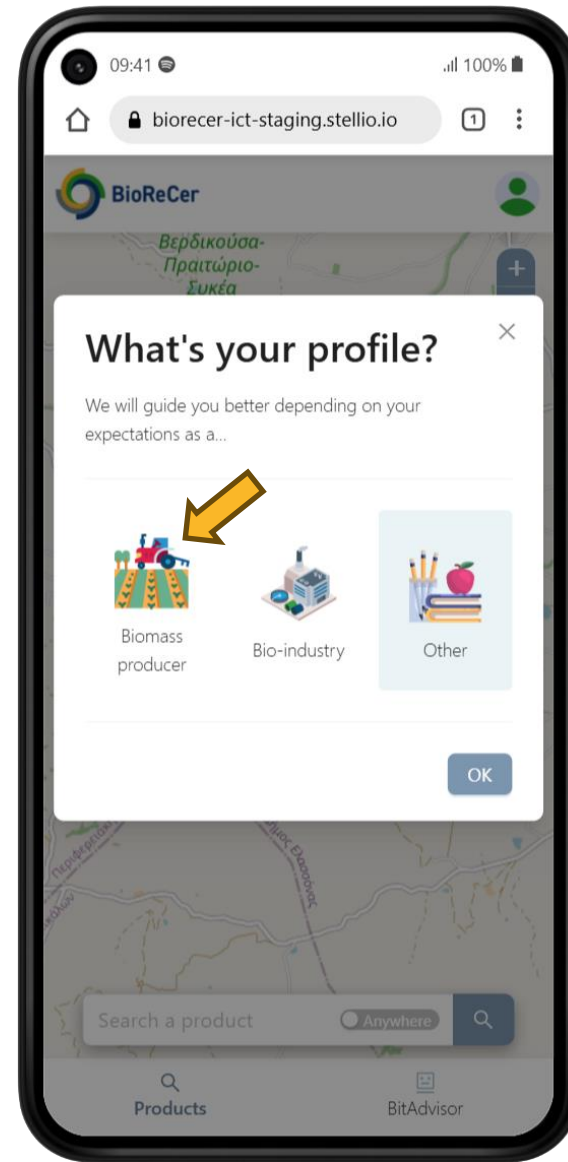 09:41
100%
biorecer-ict-staging.stellio.io
1
BioReCer
Βερδικούσα-
Πραιτώριο-
Συκέα
+
What's your profile?
We will guide you better depending on your
expectations as a...
Biomass
producer
Bio-industry
Other
OK
Search a product
Anywhere
Products
BitAdvisor